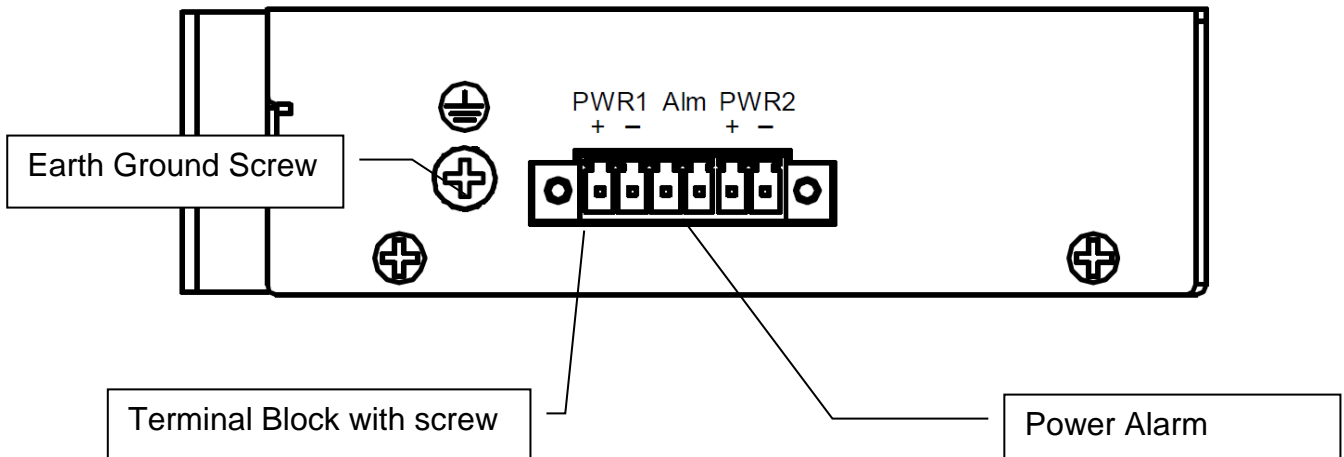 PWR1 Alm PWR2
+ − + −
Earth Ground Screw
Terminal Block with screw
Power Alarm